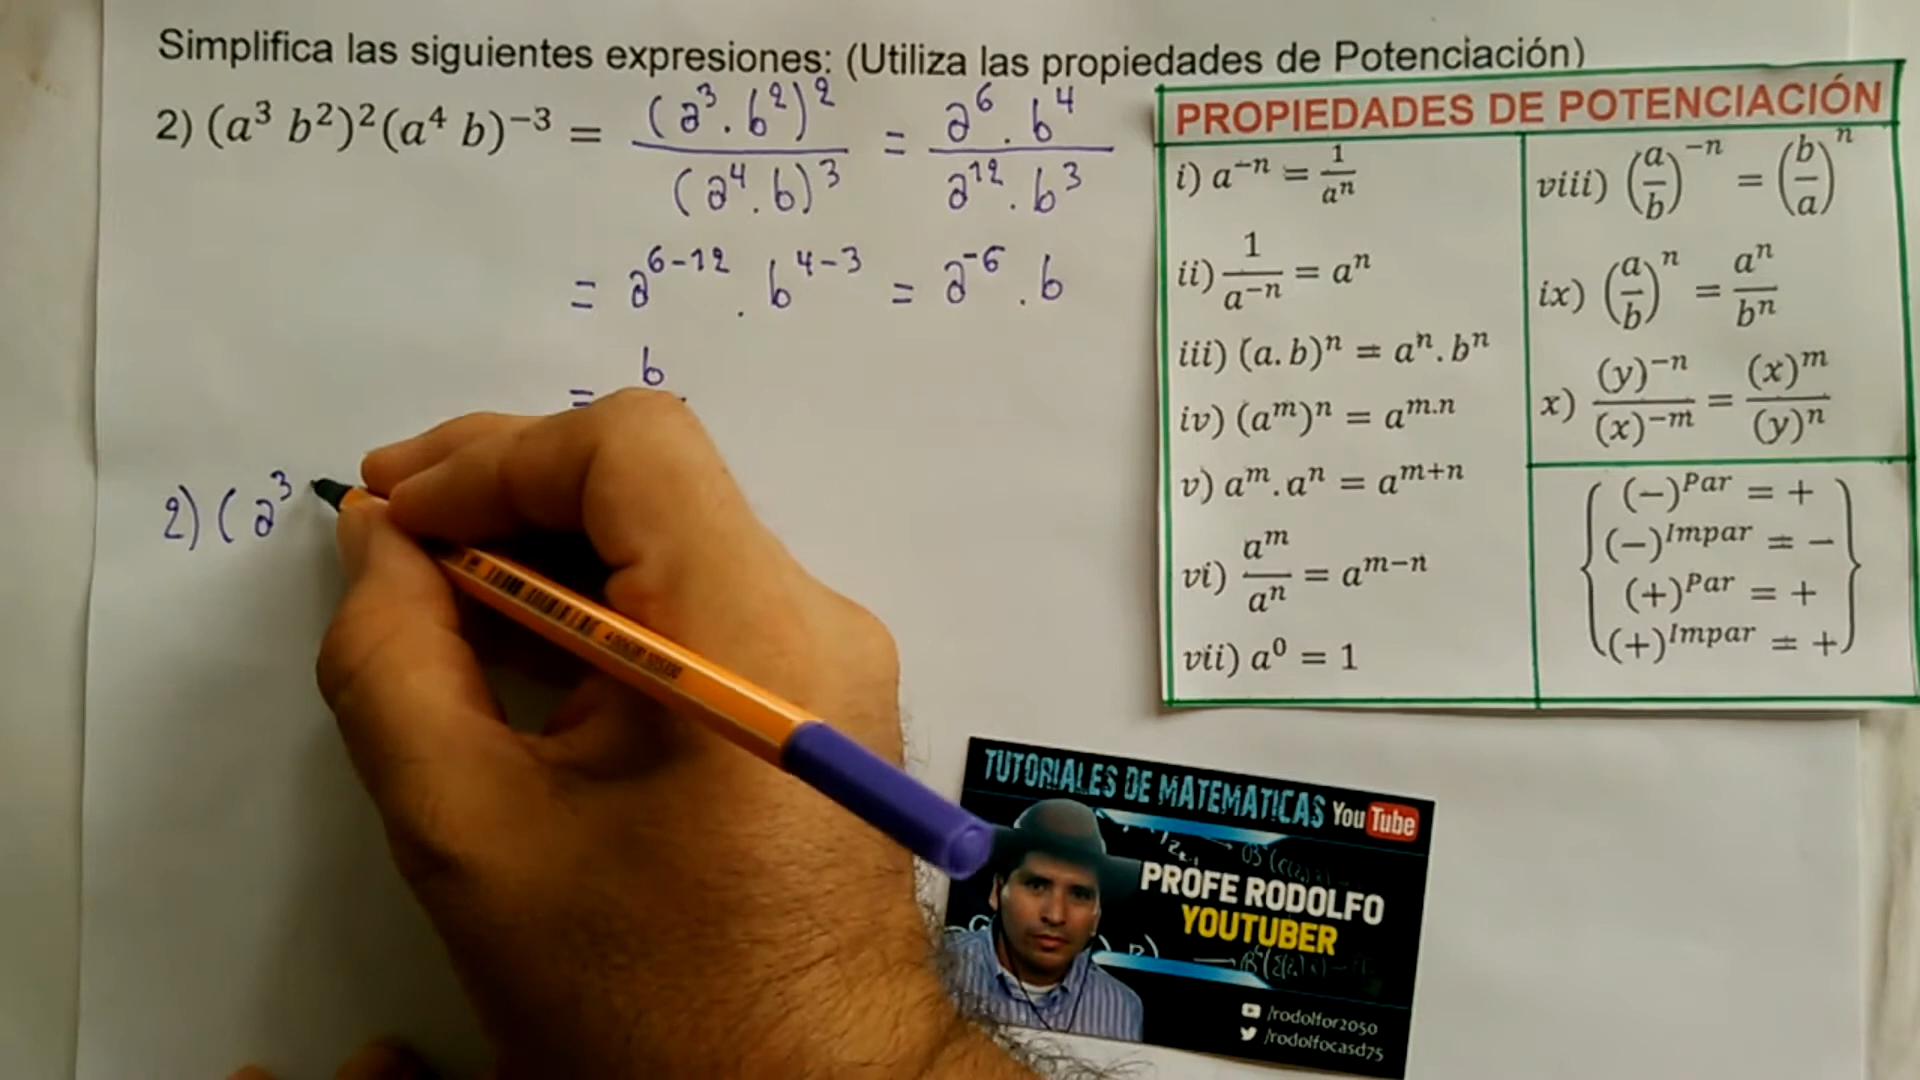 Simplifica las siguientes expresiones: (Utiliza las propiedades de Potenciación)
2) (a³ b²)²(a⁴ b)⁻³ = (a³ . b²)² / (a⁴ . b)³ = a⁶ . b⁴ / a¹² . b³
= a⁶⁻¹² . b⁴⁻³ = a⁻⁶ . b
= b
2) (a³
PROPIEDADES DE POTENCIACIÓN
i) a⁻ⁿ = 1/aⁿ
ii) 1/a⁻ⁿ = aⁿ
iii) (a.b)ⁿ = aⁿ.bⁿ
iv) (aᵐ)ⁿ = aᵐ·ⁿ
v) aᵐ.aⁿ = aᵐ⁺ⁿ
vi) aᵐ/aⁿ = aᵐ⁻ⁿ
vii) a⁰ = 1
viii) (a/b)⁻ⁿ = (b/a)ⁿ
ix) (a/b)ⁿ = aⁿ/bⁿ
x) (y)⁻ⁿ/(x)⁻ᵐ = (x)ᵐ/(y)ⁿ
(−)^Par = +
(−)^Impar = −
(+)^Par = +
(+)^Impar = +
TUTORIALES DE MATEMATICAS YouTube
PROFE RODOLFO
YOUTUBER
/rodolfor2050
/rodolfocasd75